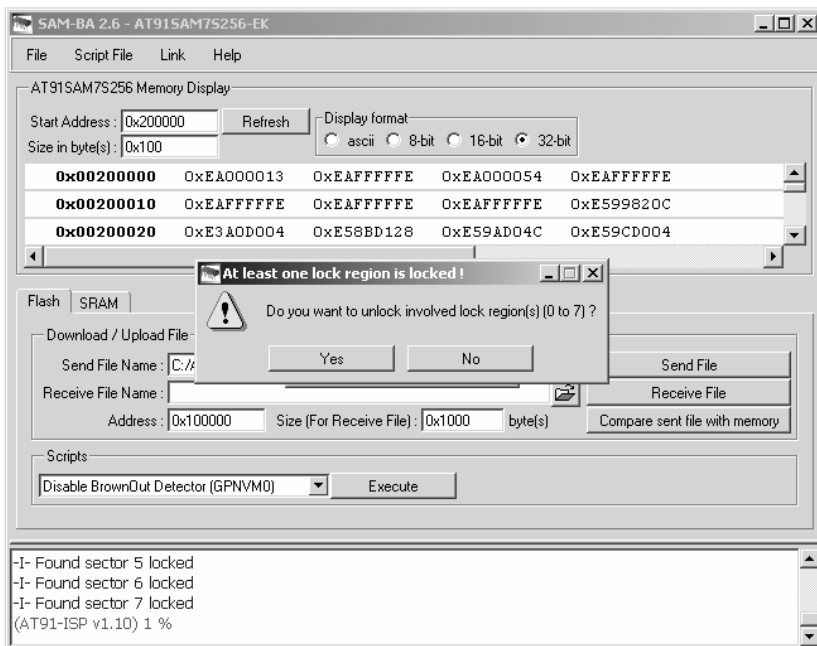 SAM-BA 2.6 - AT91SAM7S256-EK
File Script File Link Help
AT91SAM7S256 Memory Display
Start Address : 0x200000 Refresh
Size in byte(s) : 0x100
Display format
ascii 8-bit 16-bit 32-bit
0x00200000 0xEA000013 0xEAFFFFFE 0xEA000054 0xEAFFFFFE
0x00200010 0xEAFFFFFE 0xEAFFFFFE 0xEAFFFFFE 0xE599820C
0x00200020 0xE3A0D004 0xE58BD128 0xE59AD04C 0xE59CD004
At least one lock region is locked !
Do you want to unlock involved lock region(s) (0 to 7) ?
Yes No
Flash SRAM
Download / Upload File
Send File Name : C:/ Send File
Receive File Name : Receive File
Address : 0x100000 Size (For Receive File) : 0x1000 byte(s) Compare sent file with memory
Scripts
Disable BrownOut Detector (GPNVM0) Execute
-I- Found sector 5 locked
-I- Found sector 6 locked
-I- Found sector 7 locked
(AT91-ISP v1.10) 1 %